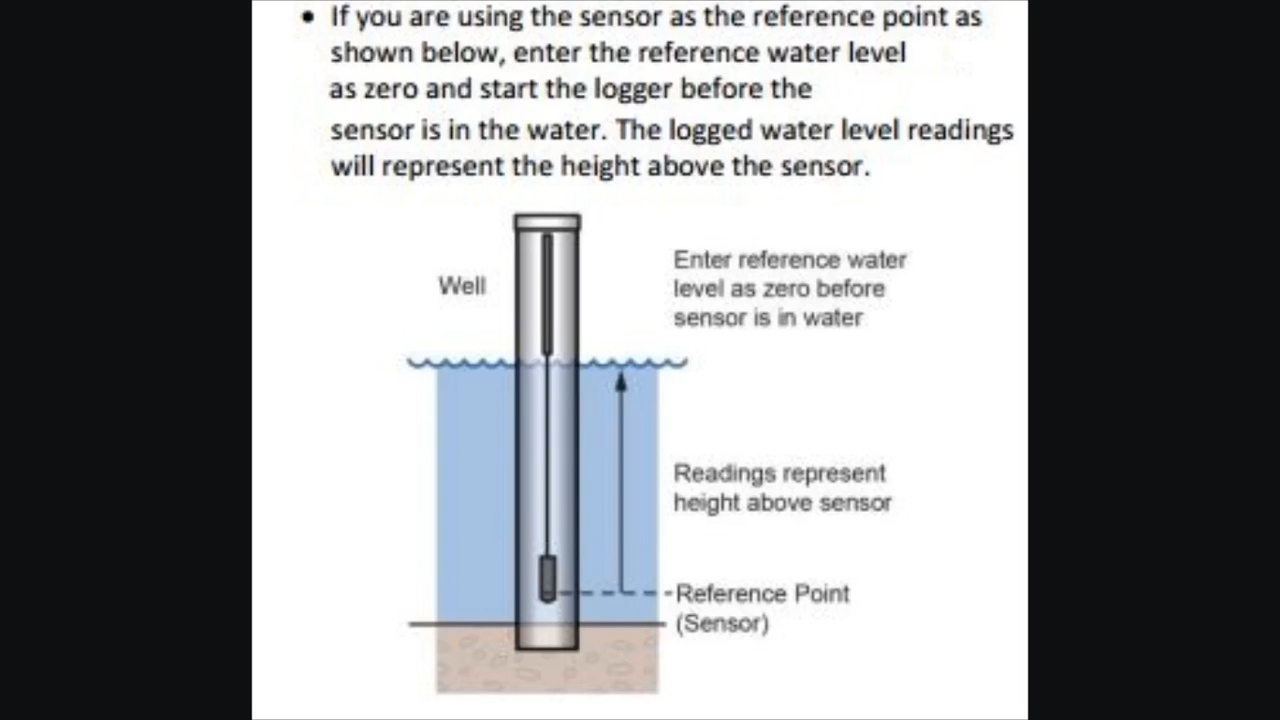 • If you are using the sensor as the reference point as
shown below, enter the reference water level
as zero and start the logger before the
sensor is in the water. The logged water level readings
will represent the height above the sensor.
Well
Enter reference water
level as zero before
sensor is in water
Readings represent
height above sensor
Reference Point
(Sensor)